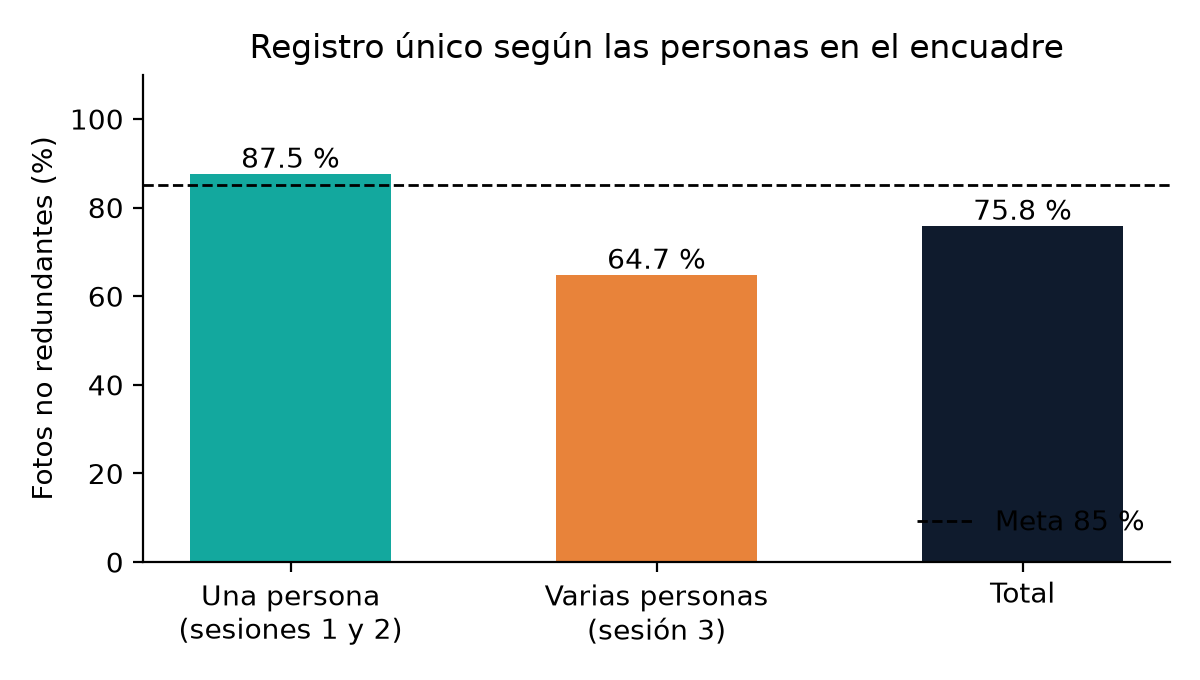 Registro único según las personas en el encuadre
Fotos no redundantes (%)
100
80
60
40
20
0
87.5 %
64.7 %
75.8 %
Meta 85 %
Una persona
(sesiones 1 y 2)
Varias personas
(sesión 3)
Total